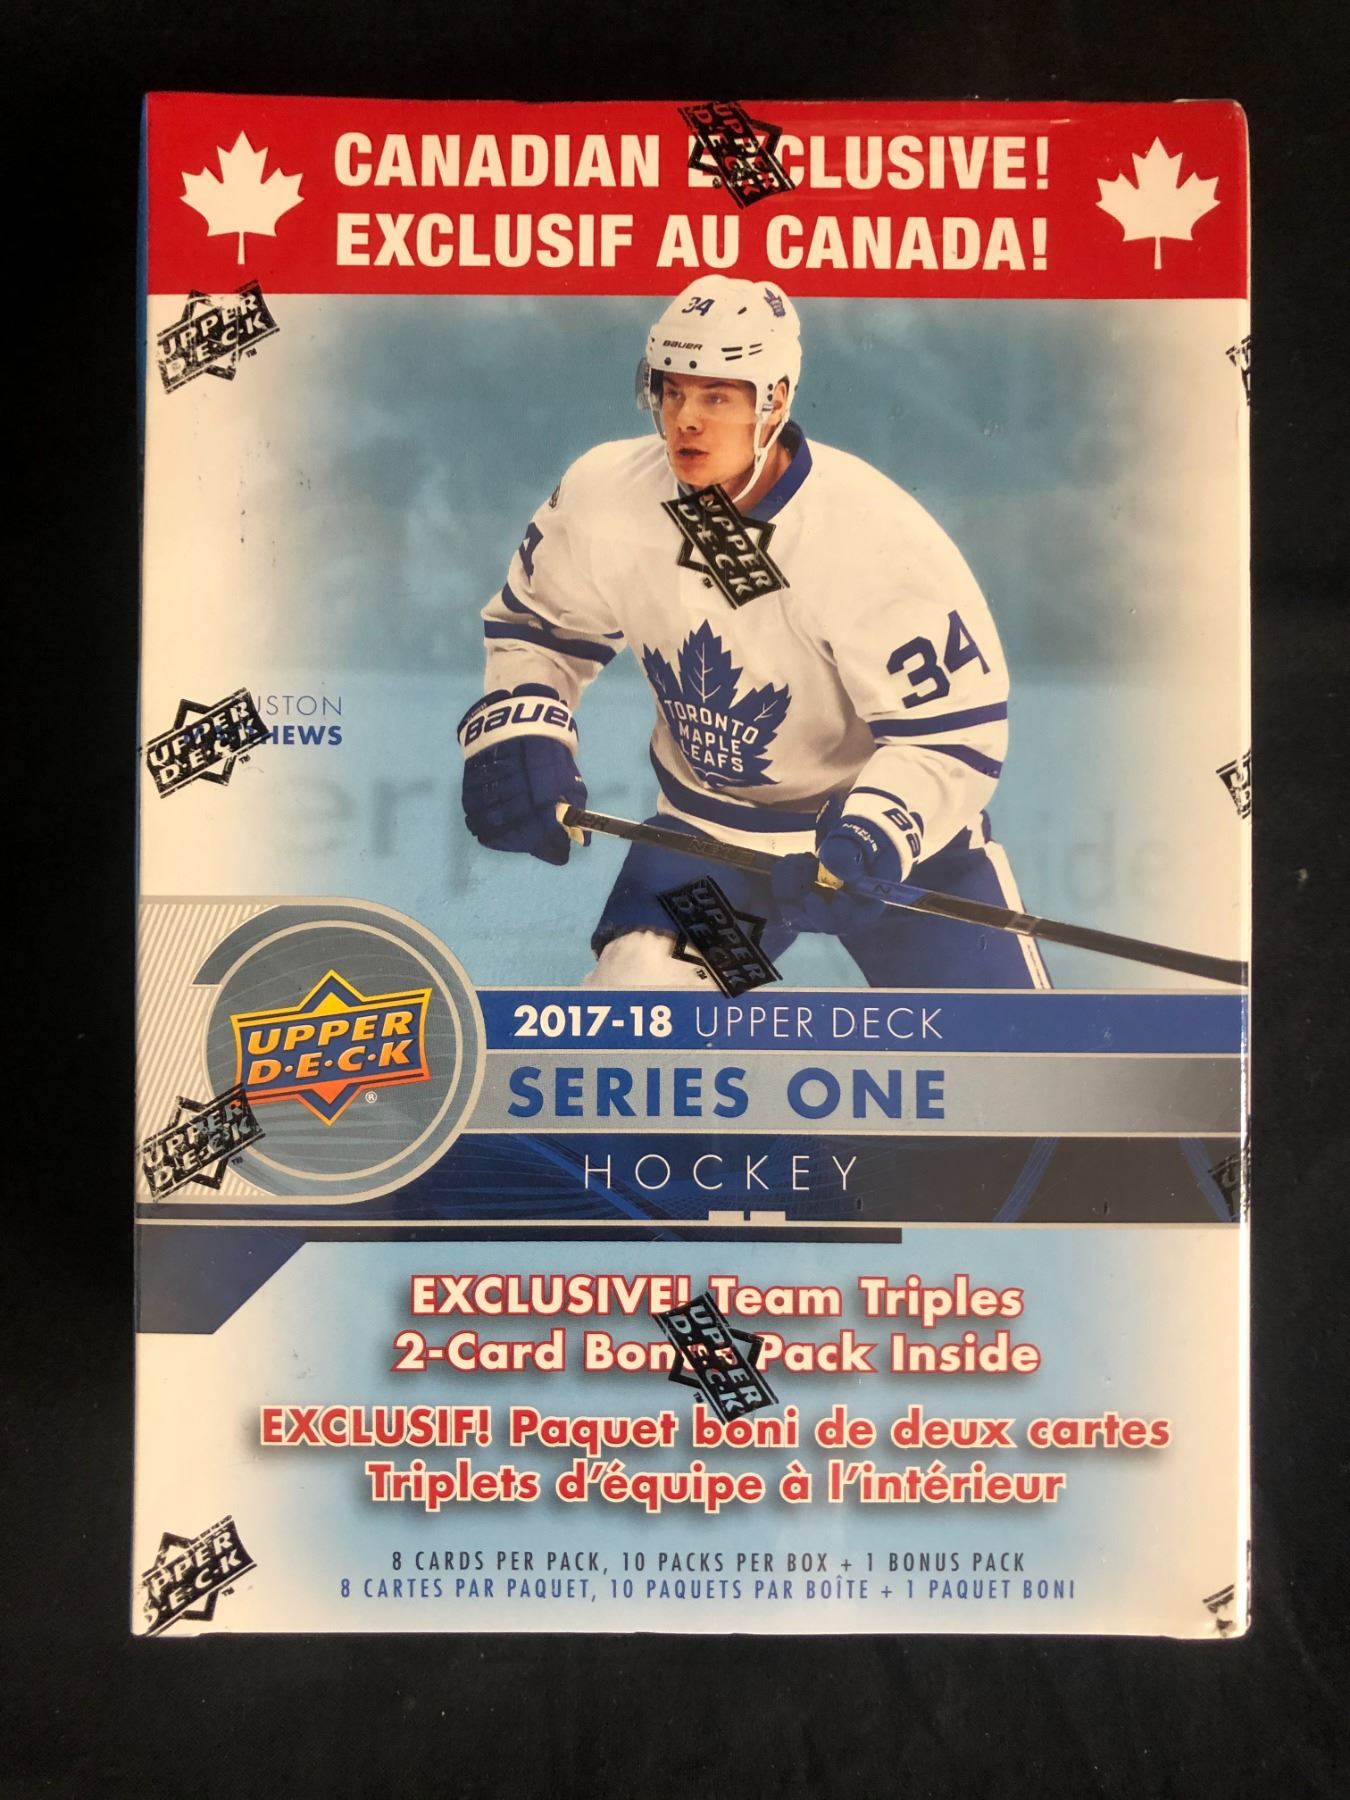 CANADIAN EXCLUSIVE!
EXCLUSIF AU CANADA!
34
BAUER
UPPER
D·E·C·K
34
TORONTO
MAPLE
LEAFS
BAUER
USTON
HEWS
UPPER
D·E·C·K
2017-18 UPPER DECK
SERIES ONE
HOCKEY
EXCLUSIVE! Team Triples
2-Card Bonus Pack Inside
EXCLUSIF! Paquet boni de deux cartes
Triplets d'équipe à l'intérieur
8 CARDS PER PACK, 10 PACKS PER BOX + 1 BONUS PACK
8 CARTES PAR PAQUET, 10 PAQUETS PAR BOÎTE + 1 PAQUET BONI